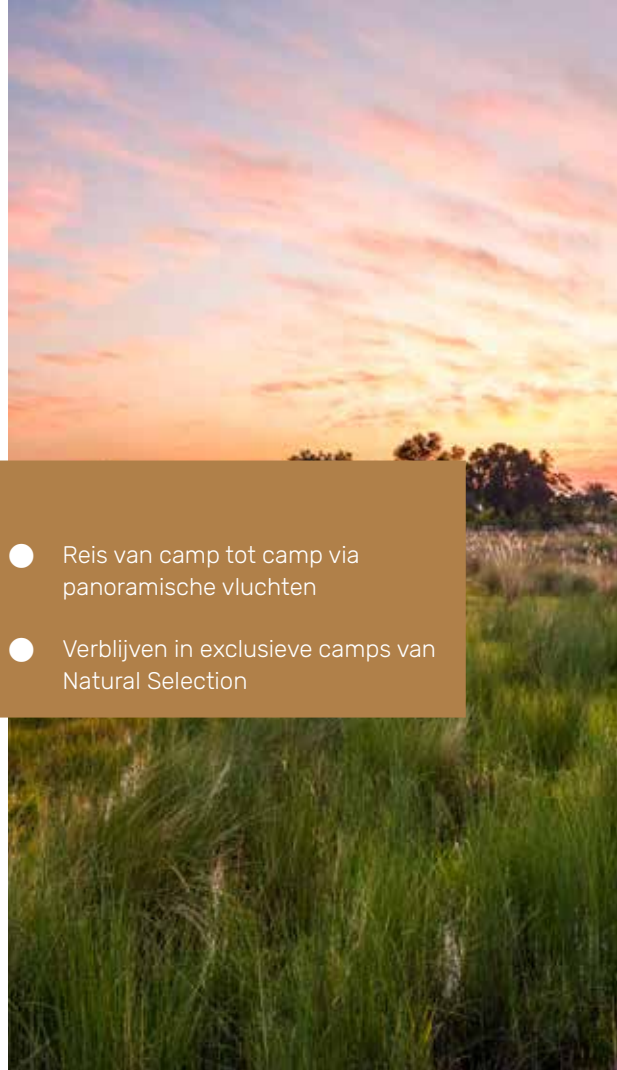 Reis van camp tot camp via
panoramische vluchten
Verblijven in exclusieve camps van
Natural Selection